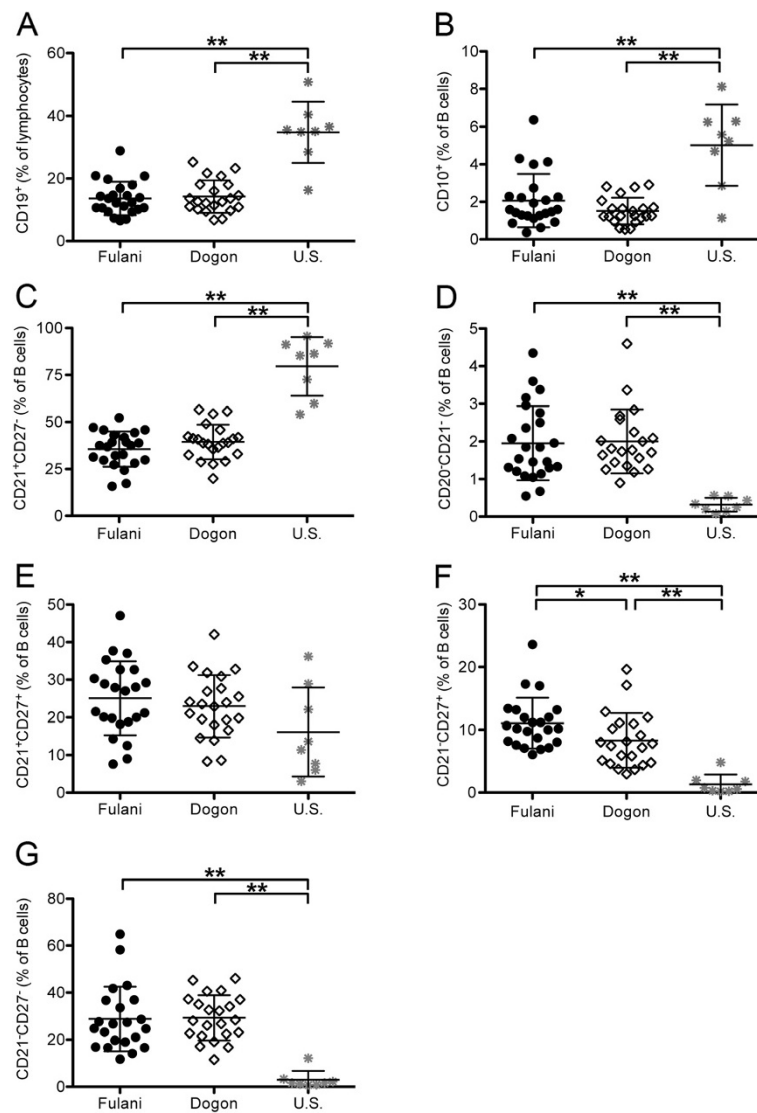 A
CD19⁺ (% of lymphocytes)
60
40
20
0
**
**
Fulani Dogon U.S.
B
CD10⁺ (% of B cells)
10
8
6
4
2
0
**
**
Fulani Dogon U.S.
C
CD21⁺CD27⁻ (% of B cells)
100
75
50
25
0
**
**
Fulani Dogon U.S.
D
CD20⁻CD21⁻ (% of B cells)
5
4
3
2
1
0
**
**
Fulani Dogon U.S.
E
CD21⁺CD27⁺ (% of B cells)
50
40
30
20
10
0
Fulani Dogon U.S.
F
CD21⁻CD27⁺ (% of B cells)
30
20
10
0
**
* **
Fulani Dogon U.S.
G
CD21⁻CD27⁻ (% of B cells)
80
60
40
20
0
**
**
Fulani Dogon U.S.